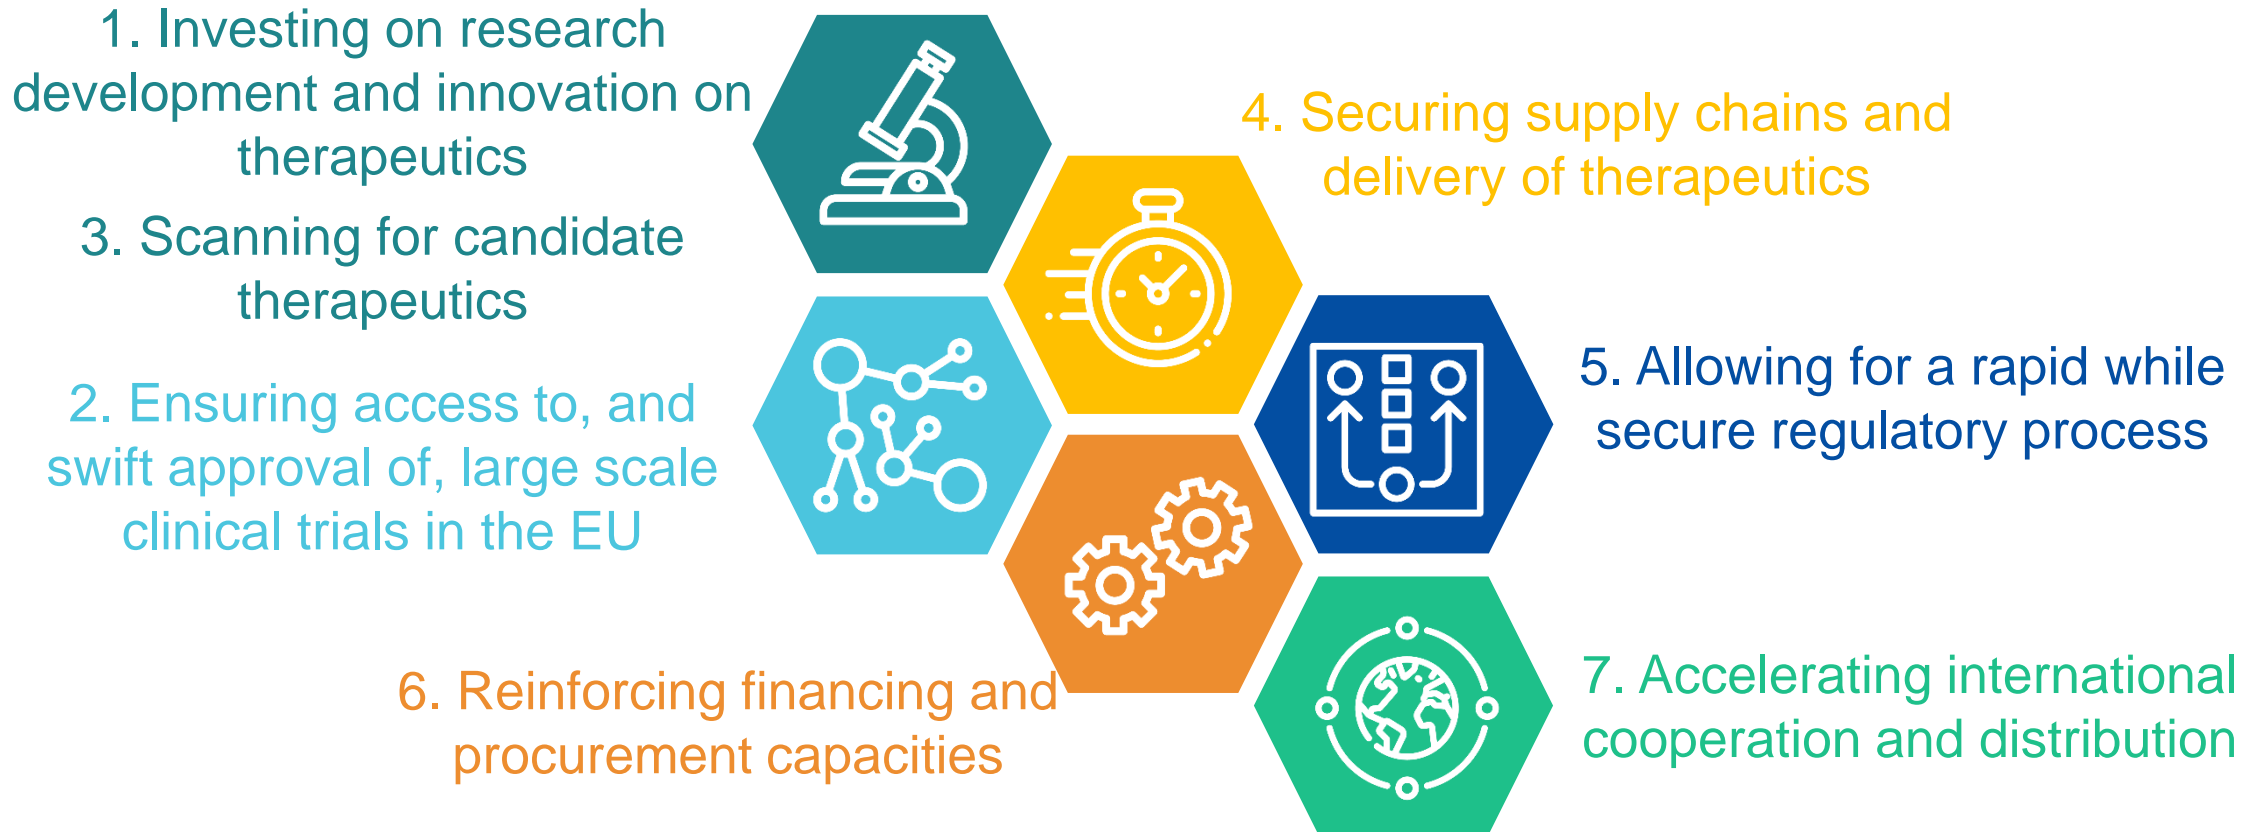 1. Investing on research
development and innovation on
therapeutics
3. Scanning for candidate
therapeutics
2. Ensuring access to, and
swift approval of, large scale
clinical trials in the EU
4. Securing supply chains and
delivery of therapeutics
5. Allowing for a rapid while
secure regulatory process
6. Reinforcing financing and
procurement capacities
7. Accelerating international
cooperation and distribution